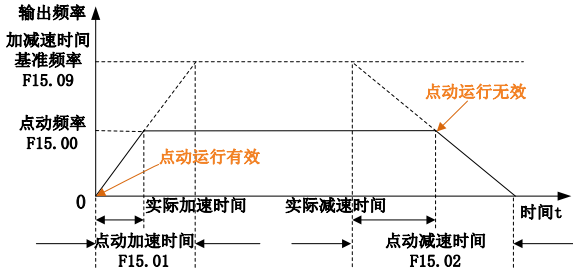 输出频率
加减速时间
基准频率
F15.09
点动运行无效
点动频率
F15.00
点动运行有效
0
实际加速时间
实际减速时间
时间t
点动加速时间
F15.01
点动减速时间
F15.02